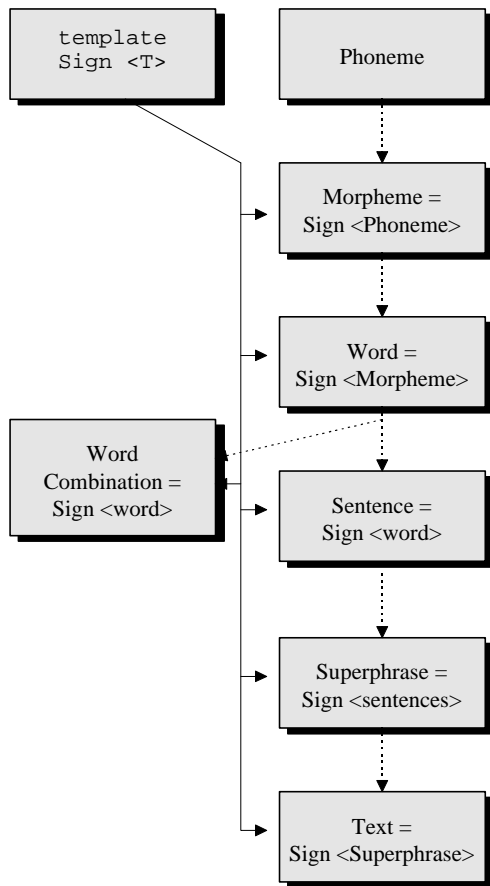 template
Sign <T>
Phoneme
Morpheme =
Sign <Phoneme>
Word =
Sign <Morpheme>
Word
Combination =
Sign <word>
Sentence =
Sign <word>
Superphrase =
Sign <sentences>
Text =
Sign <Superphrase>